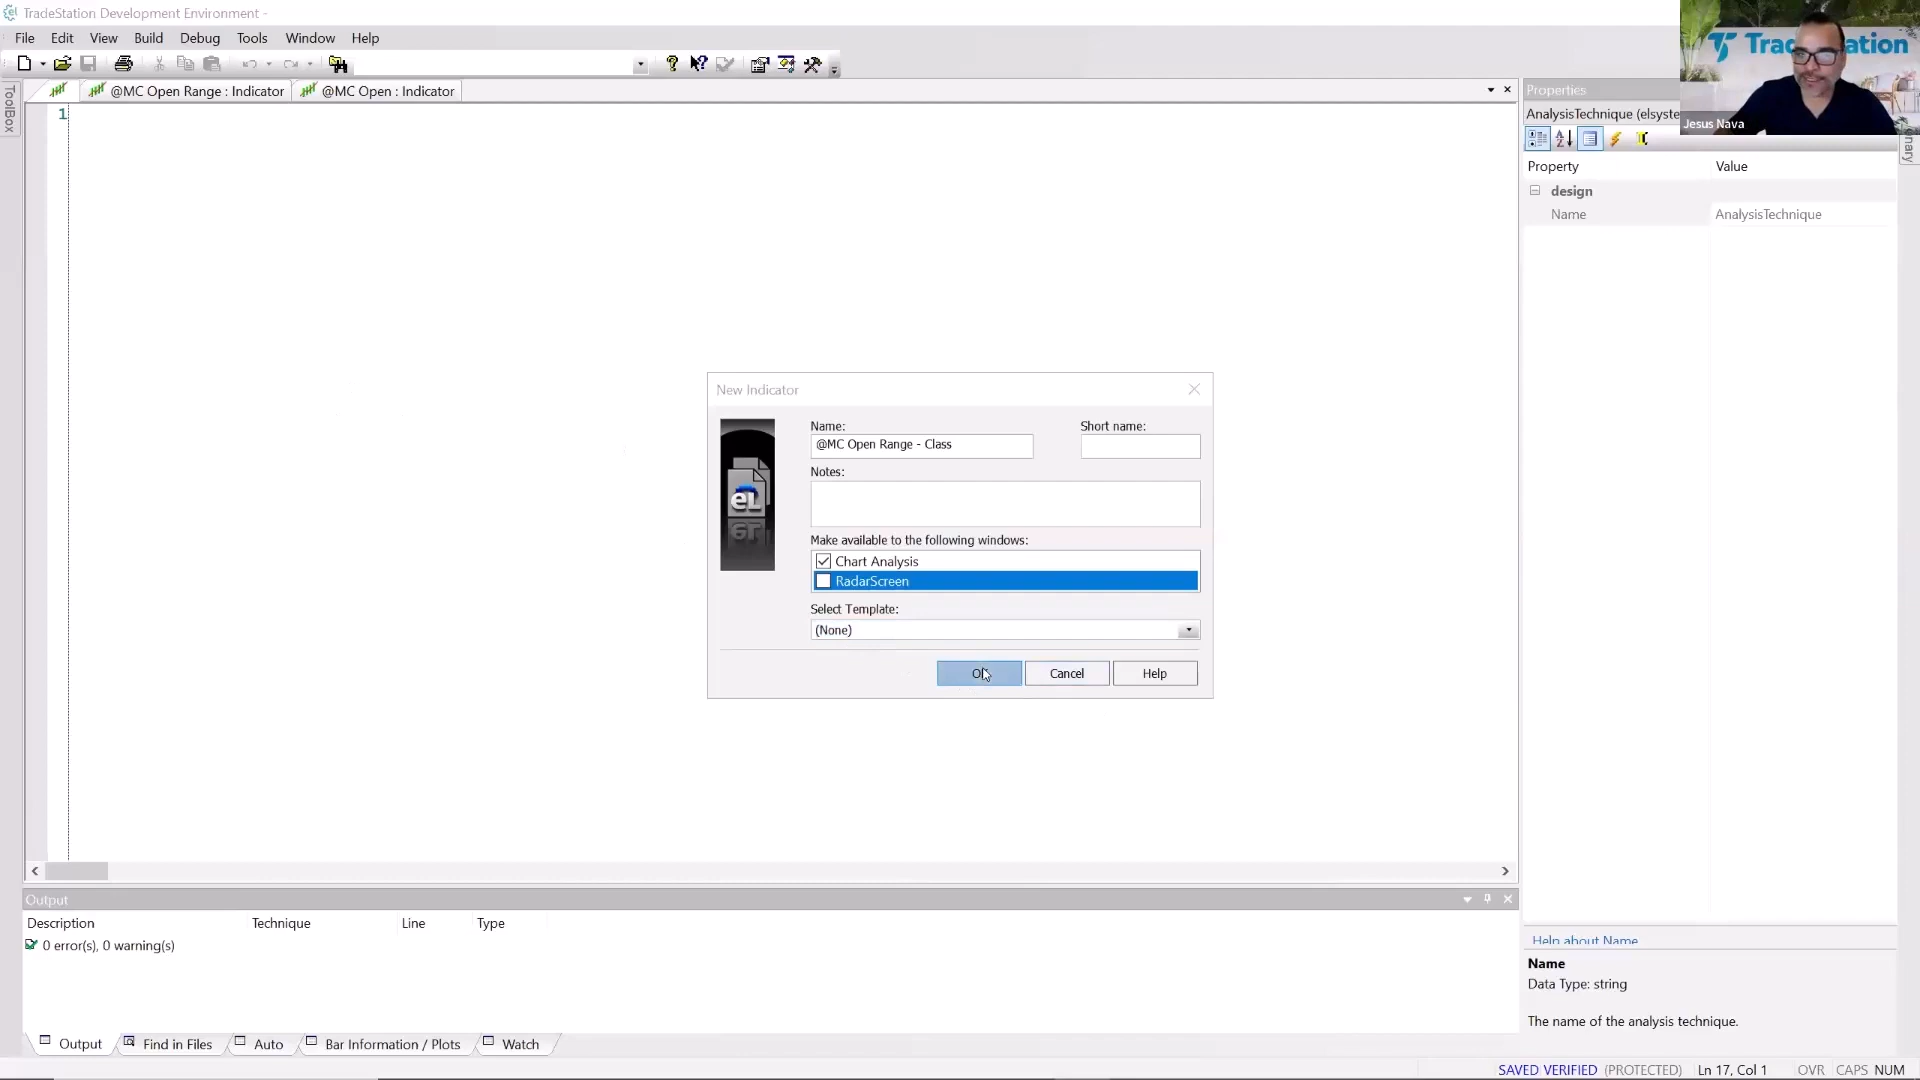 TradeStation Development Environment -
File Edit View Build Debug Tools Window Help
ToolBox
@MC Open Range : Indicator
@MC Open : Indicator
1
Properties
AnalysisTechnique (elsyste
Jesus Nava
Property Value
design
Name AnalysisTechnique
New Indicator
Name:
Short name:
@MC Open Range - Class
Notes:
eL
Make available to the following windows:
Chart Analysis
RadarScreen
Select Template:
(None)
OK Cancel Help
Output
Description Technique Line Type
0 error(s), 0 warning(s)
Help about Name
Name
Data Type: string
The name of the analysis technique.
Output Find in Files Auto Bar Information / Plots Watch
SAVED VERIFIED (PROTECTED) Ln 17, Col 1 OVR CAPS NUM